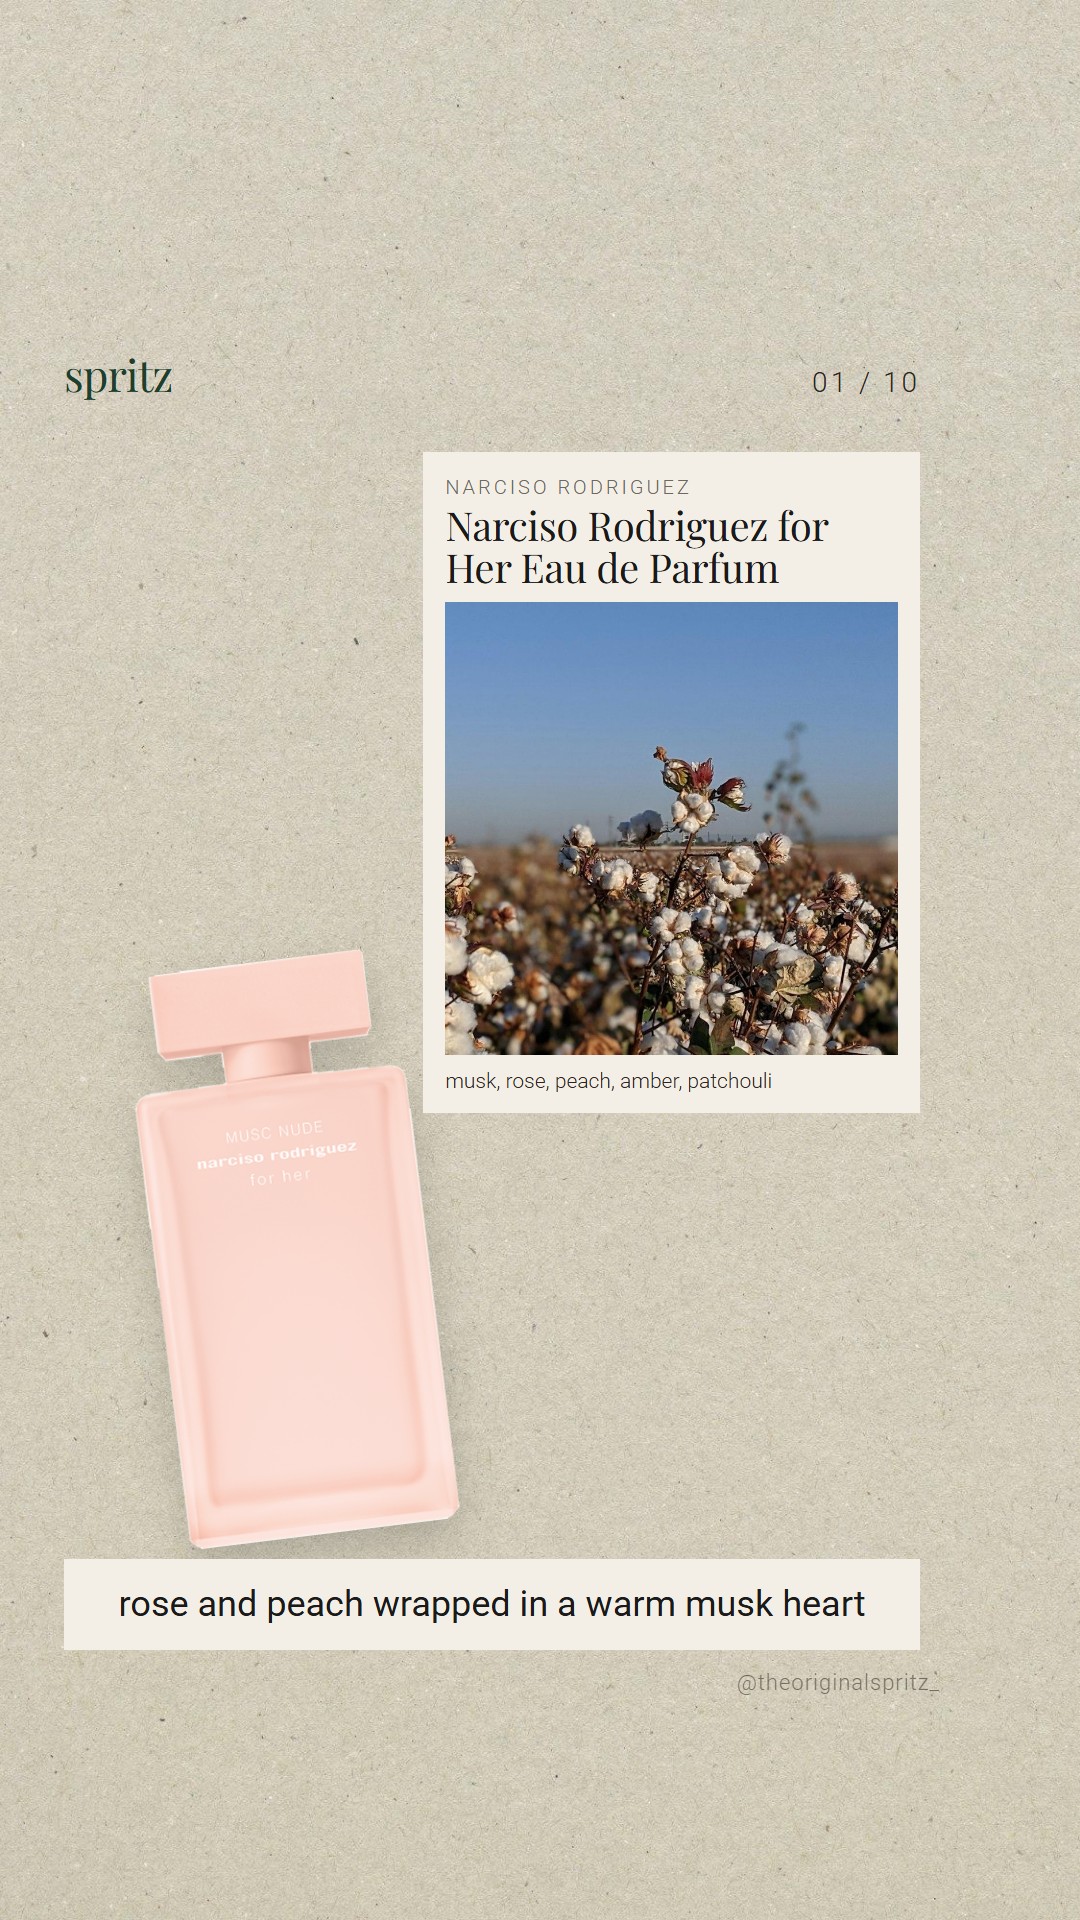 spritz
01 / 10
NARCISO RODRIGUEZ
Narciso Rodriguez for
Her Eau de Parfum
musk, rose, peach, amber, patchouli
MUSC NUDE
narciso rodriguez
for her
rose and peach wrapped in a warm musk heart
@theoriginalspritz_